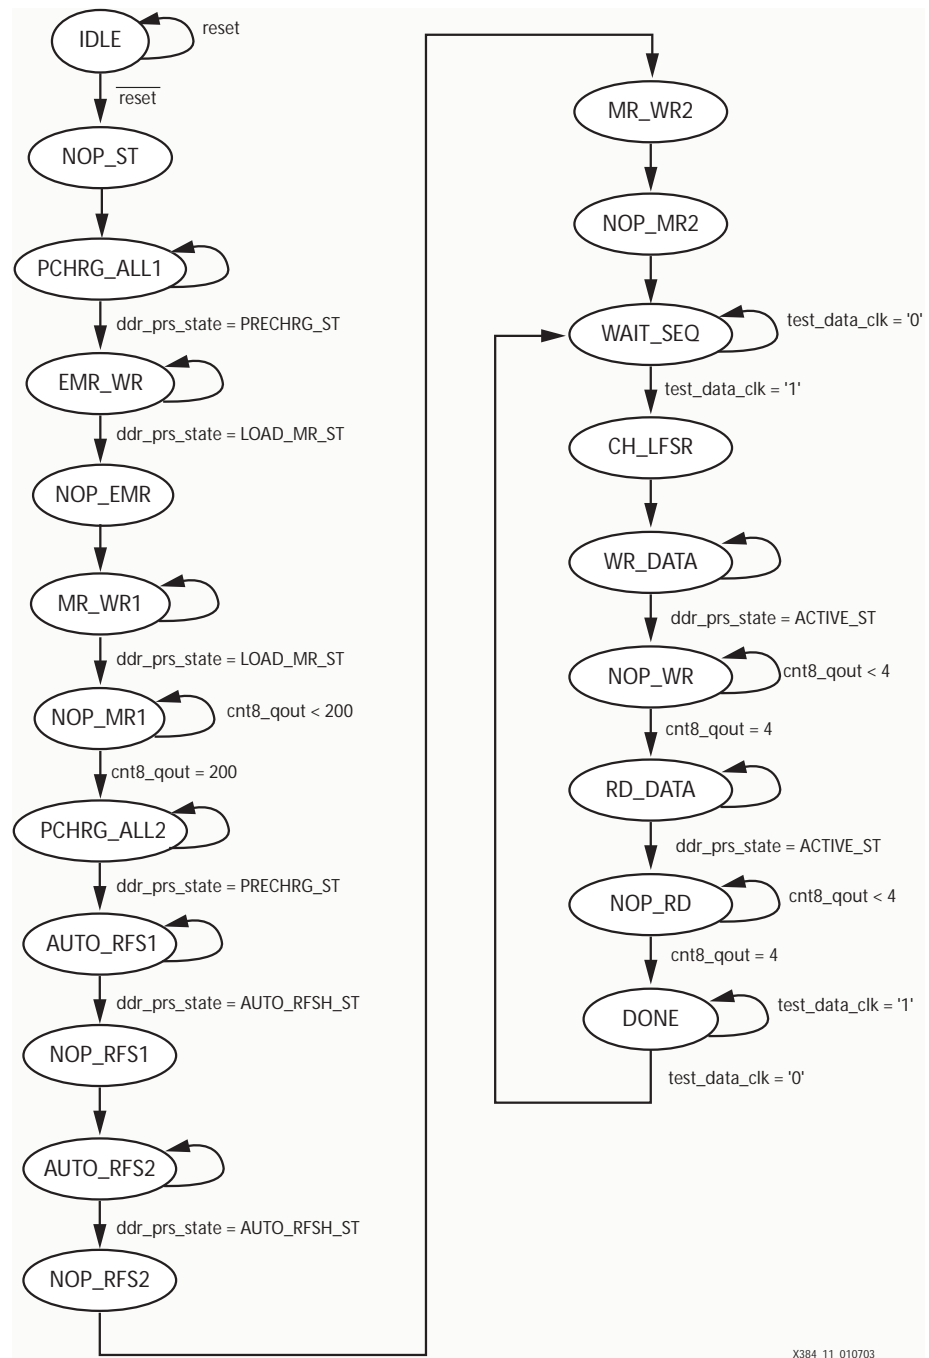 IDLE
reset
reset
NOP_ST
PCHRG_ALL1
ddr_prs_state = PRECHRG_ST
EMR_WR
ddr_prs_state = LOAD_MR_ST
NOP_EMR
MR_WR1
ddr_prs_state = LOAD_MR_ST
NOP_MR1
cnt8_qout < 200
cnt8_qout = 200
PCHRG_ALL2
ddr_prs_state = PRECHRG_ST
AUTO_RFS1
ddr_prs_state = AUTO_RFSH_ST
NOP_RFS1
AUTO_RFS2
ddr_prs_state = AUTO_RFSH_ST
NOP_RFS2
MR_WR2
NOP_MR2
WAIT_SEQ
test_data_clk = '0'
test_data_clk = '1'
CH_LFSR
WR_DATA
ddr_prs_state = ACTIVE_ST
NOP_WR
cnt8_qout < 4
cnt8_qout = 4
RD_DATA
ddr_prs_state = ACTIVE_ST
NOP_RD
cnt8_qout < 4
cnt8_qout = 4
DONE
test_data_clk = '1'
test_data_clk = '0'
X384_11_010703